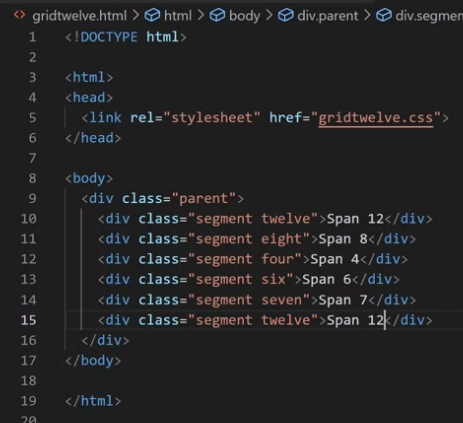 gridtwelve.html > html > body > div.parent > div.segmen
1 <!DOCTYPE html>
2
3 <html>
4 <head>
5 <link rel="stylesheet" href="gridtwelve.css">
6 </head>
7
8 <body>
9 <div class="parent">
10 <div class="segment twelve">Span 12</div>
11 <div class="segment eight">Span 8</div>
12 <div class="segment four">Span 4</div>
13 <div class="segment six">Span 6</div>
14 <div class="segment seven">Span 7</div>
15 <div class="segment twelve">Span 12</div>
16 </div>
17 </body>
18
19 </html>
20